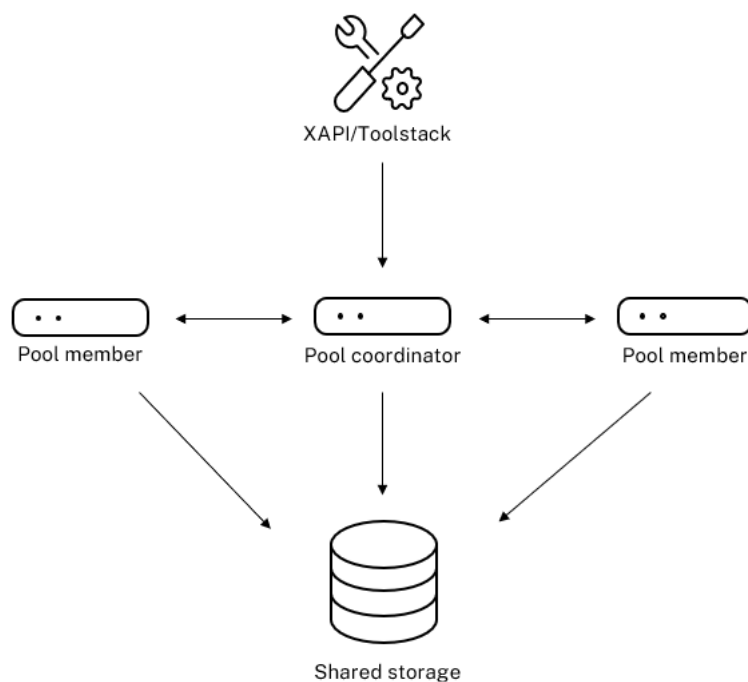 XAPI/Toolstack
Pool member
Pool coordinator
Pool member
Shared storage